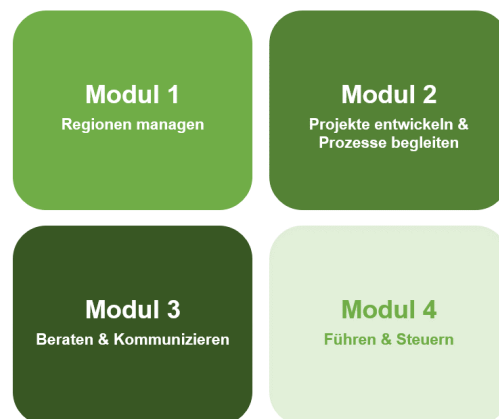 Modul 1
Regionen managen
Modul 2
Projekte entwickeln &
Prozesse begleiten
Modul 3
Beraten & Kommunizieren
Modul 4
Führen & Steuern